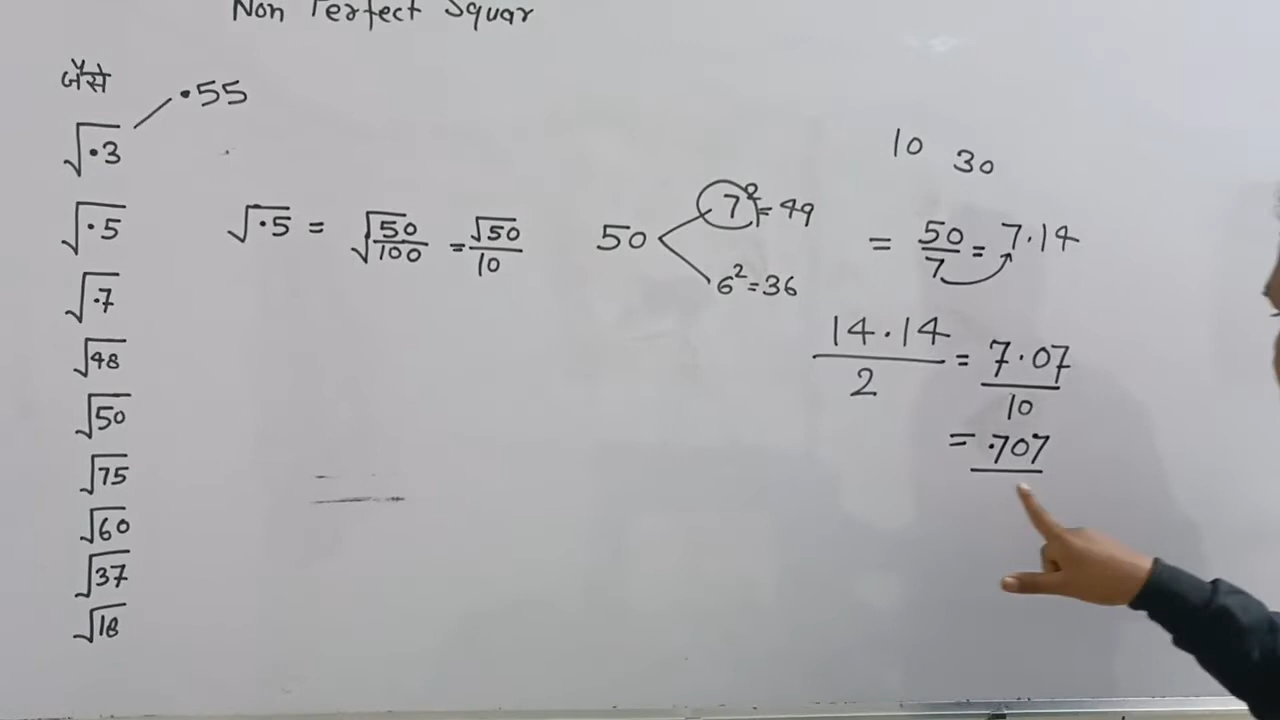 Non Perfect Squar
जैसे
√.3 .55
√.5
√.7
√48
√50
√75
√60
√37
√18
√.5 = √50/100 = √50/10
50 7² = 49
6² = 36
10 30
= 50/7 = 7.14
14.14/2 = 7.07/10
= .707